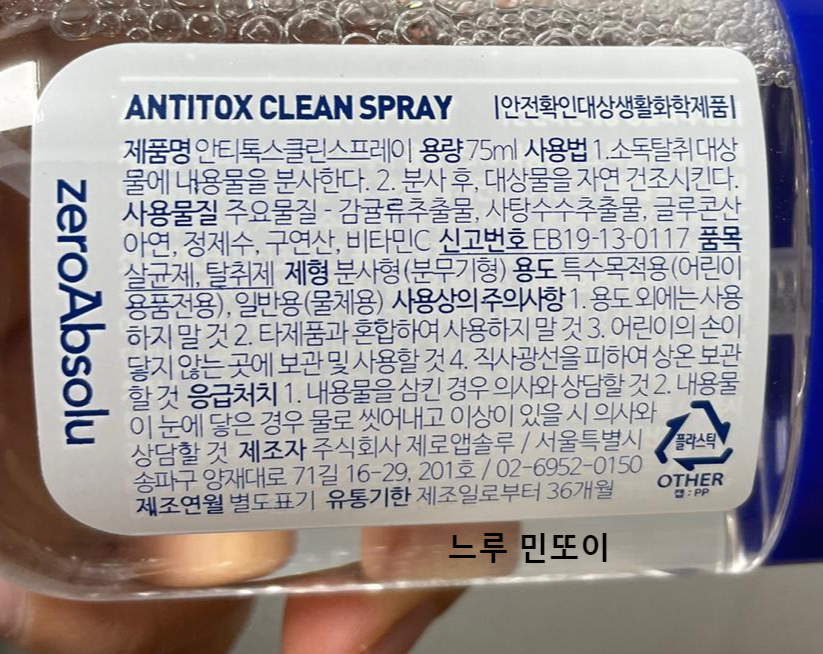 ANTITOX CLEAN SPRAY |안전확인대상생활화학제품|
제품명 안티톡스클린스프레이 용량 75ml 사용법 1.소독탈취대상
물에 내용물을 분사한다. 2. 분사 후, 대상물을 자연 건조시킨다.
사용물질 주요물질 - 감귤류추출물, 사탕수수추출물, 글루콘산
아연, 정제수, 구연산, 비타민C 신고번호 EB19-13-0117 품목
살균제, 탈취제 제형 분사형(분무기형) 용도 특수목적용(어린이
용품전용), 일반용(물체용) 사용상의 주의사항 1. 용도 외에는 사용
하지 말 것 2. 타제품과 혼합하여 사용하지 말 것 3. 어린이의 손이
닿지 않는 곳에 보관 및 사용할 것 4. 직사광선을 피하여 상온 보관
할 것 응급처치 1. 내용물을 삼킨 경우 의사와 상담할 것 2. 내용물
이 눈에 닿은 경우 물로 씻어내고 이상이 있을 시 의사와
상담할 것 제조자 주식회사 제로앱솔루 / 서울특별시
송파구 양재대로 71길 16-29, 201호 / 02-6952-0150
제조연월 별도표기 유통기한 제조일로부터 36개월
zeroAbsolu
플라스틱
OTHER
캡 : PP
느루 민또이